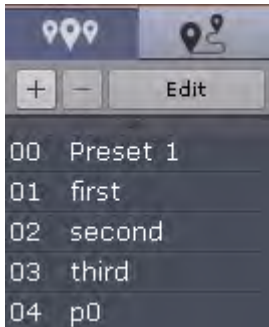 + - Edit
00 Preset 1
01 first
02 second
03 third
04 p0